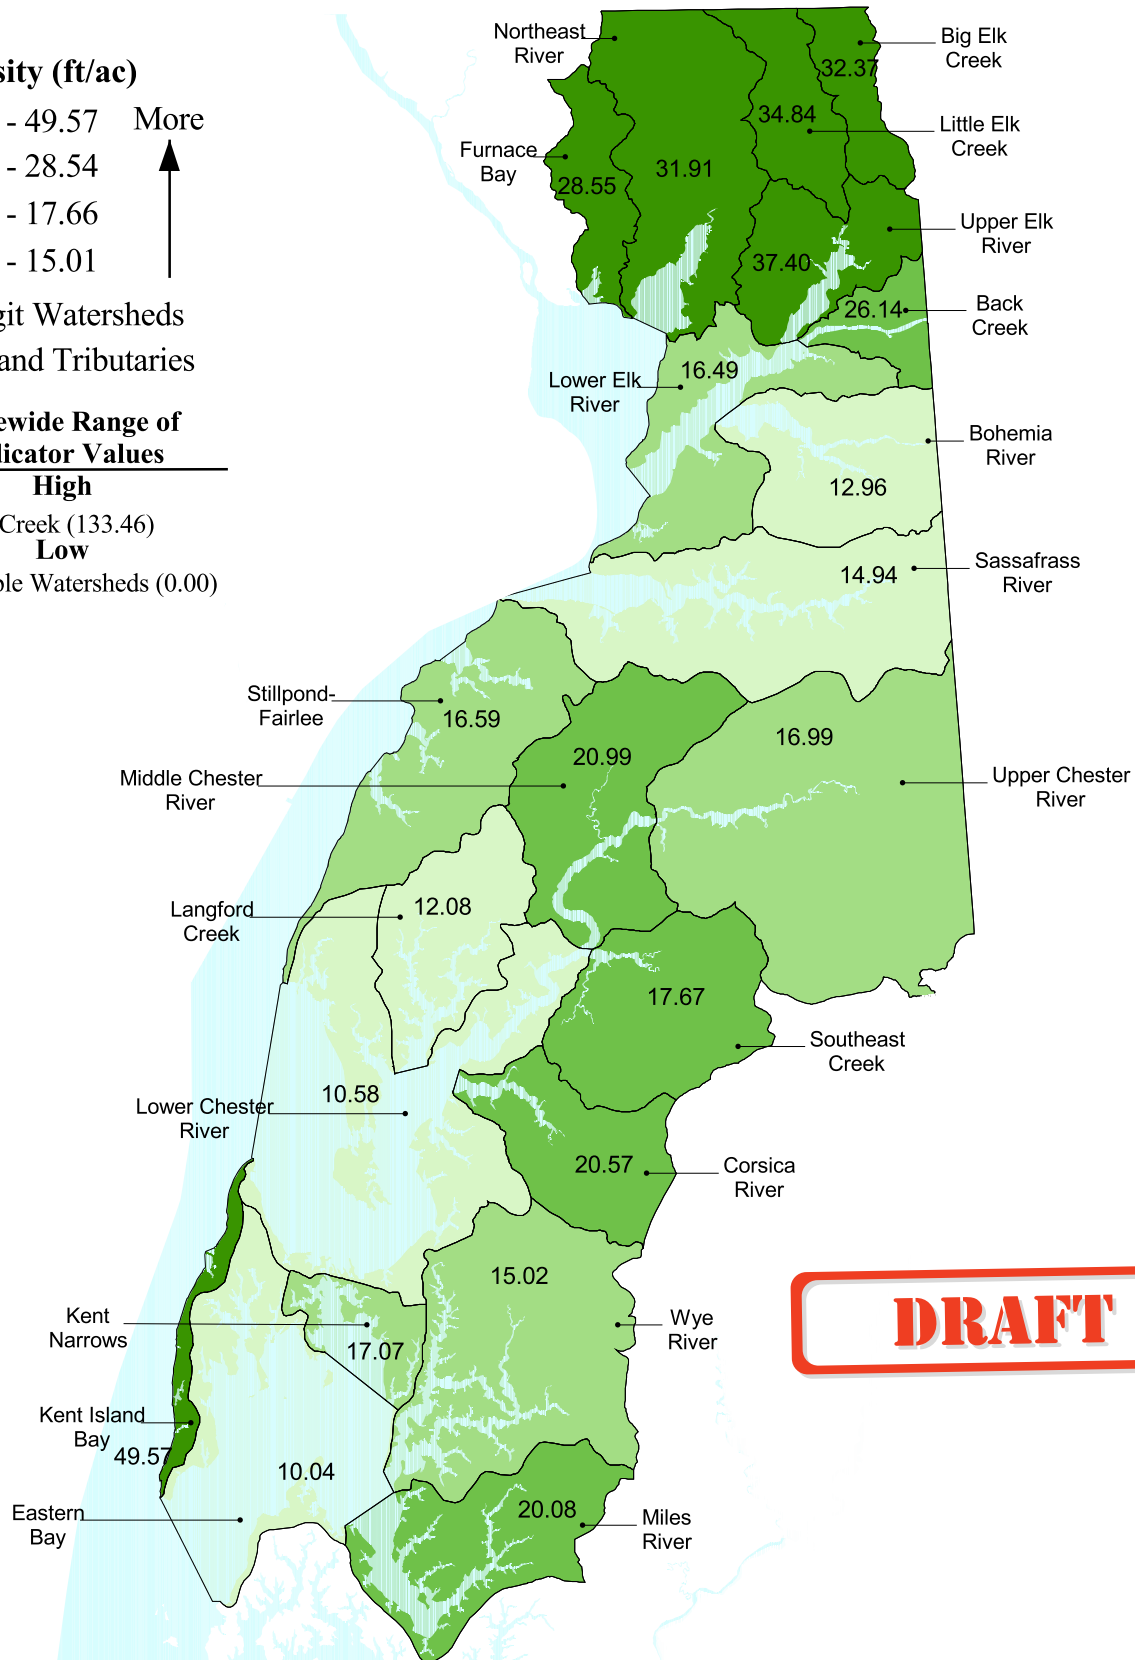 sity (ft/ac)
- 49.57
More
- 28.54
- 17.66
- 15.01
git Watersheds
and Tributaries
ewide Range of
dicator Values
High
Creek (133.46)
Low
ble Watersheds (0.00)
Northeast
River
Big Elk
Creek
32.37
34.84
Little Elk
Creek
Furnace
Bay
28.55
31.91
Upper Elk
River
37.40
26.14
Back
Creek
16.49
Lower Elk
River
Bohemia
River
12.96
Sassafrass
River
14.94
Stillpond-
Fairlee
16.59
16.99
20.99
Middle Chester
River
Upper Chester
River
12.08
Langford
Creek
17.67
Southeast
Creek
10.58
Lower Chester
River
20.57
Corsica
River
15.02
Kent
Narrows
17.07
Wye
River
DRAFT
Kent Island
Bay
49.57
10.04
Eastern
Bay
20.08
Miles
River